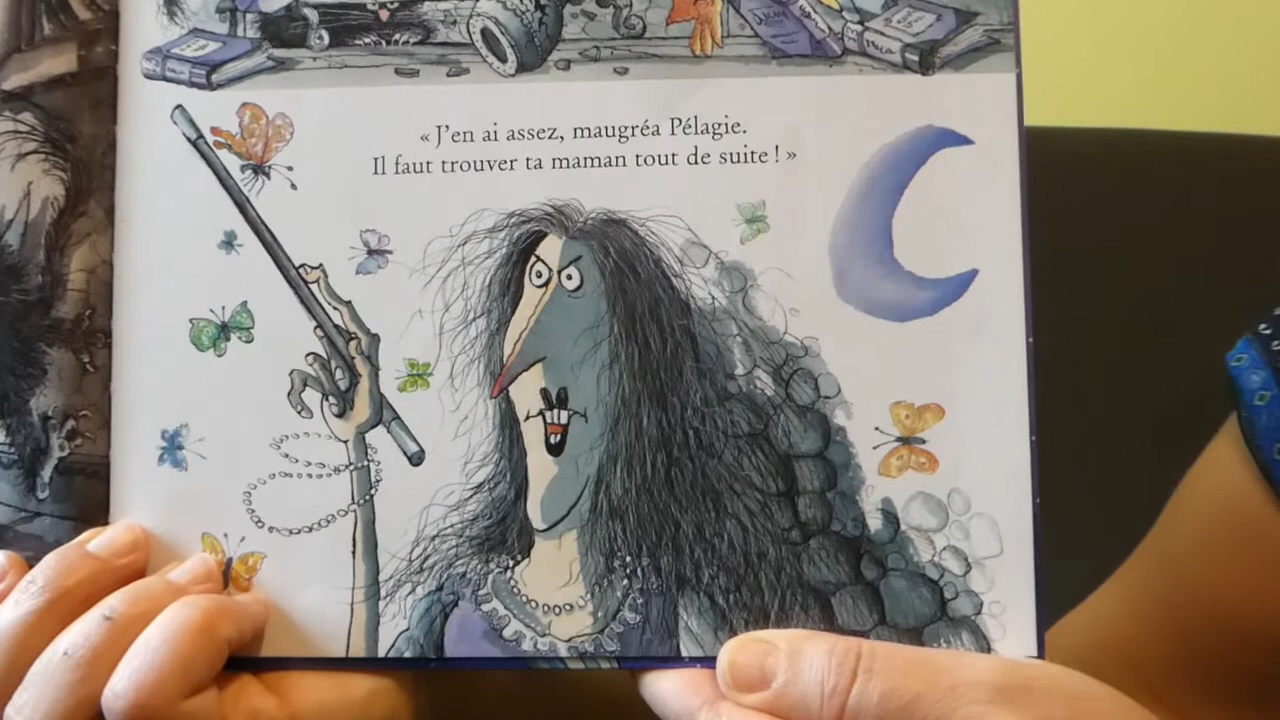 « J'en ai assez, maugréa Pélagie.
Il faut trouver ta maman tout de suite ! »